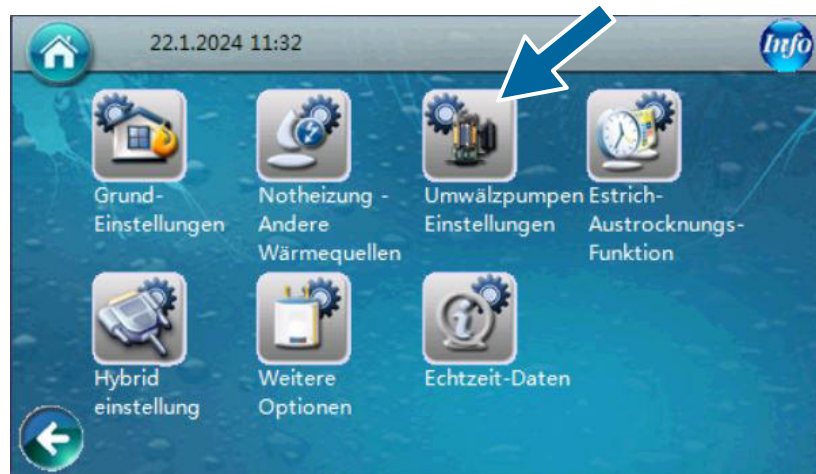 22.1.2024 11:32
Info
Grund-
Einstellungen
Notheizung -
Andere
Wärmequellen
Umwälzpumpen
Einstellungen
Estrich-
Austrocknungs-
Funktion
Hybrid
einstellung
Weitere
Optionen
Echtzeit-Daten